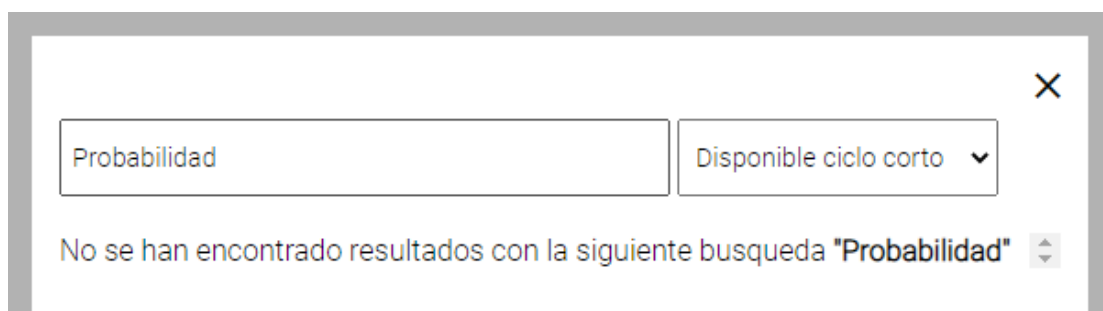 Probabilidad
Disponible ciclo corto
No se han encontrado resultados con la siguiente busqueda "Probabilidad"